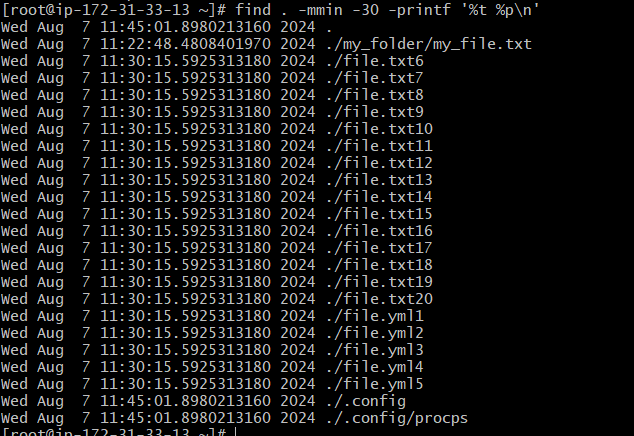 [root@ip-172-31-33-13 ~]# find . -mmin -30 -printf '%t %p\n'
Wed Aug  7 11:45:01.8980213160 2024 .
Wed Aug  7 11:22:48.4808401970 2024 ./my_folder/my_file.txt
Wed Aug  7 11:30:15.5925313180 2024 ./file.txt6
Wed Aug  7 11:30:15.5925313180 2024 ./file.txt7
Wed Aug  7 11:30:15.5925313180 2024 ./file.txt8
Wed Aug  7 11:30:15.5925313180 2024 ./file.txt9
Wed Aug  7 11:30:15.5925313180 2024 ./file.txt10
Wed Aug  7 11:30:15.5925313180 2024 ./file.txt11
Wed Aug  7 11:30:15.5925313180 2024 ./file.txt12
Wed Aug  7 11:30:15.5925313180 2024 ./file.txt13
Wed Aug  7 11:30:15.5925313180 2024 ./file.txt14
Wed Aug  7 11:30:15.5925313180 2024 ./file.txt15
Wed Aug  7 11:30:15.5925313180 2024 ./file.txt16
Wed Aug  7 11:30:15.5925313180 2024 ./file.txt17
Wed Aug  7 11:30:15.5925313180 2024 ./file.txt18
Wed Aug  7 11:30:15.5925313180 2024 ./file.txt19
Wed Aug  7 11:30:15.5925313180 2024 ./file.txt20
Wed Aug  7 11:30:15.5925313180 2024 ./file.yml1
Wed Aug  7 11:30:15.5925313180 2024 ./file.yml2
Wed Aug  7 11:30:15.5925313180 2024 ./file.yml3
Wed Aug  7 11:30:15.5925313180 2024 ./file.yml4
Wed Aug  7 11:30:15.5925313180 2024 ./file.yml5
Wed Aug  7 11:45:01.8980213160 2024 ./.config
Wed Aug  7 11:45:01.8980213160 2024 ./.config/procps
[root@ip-172-31-33-13 ~]#